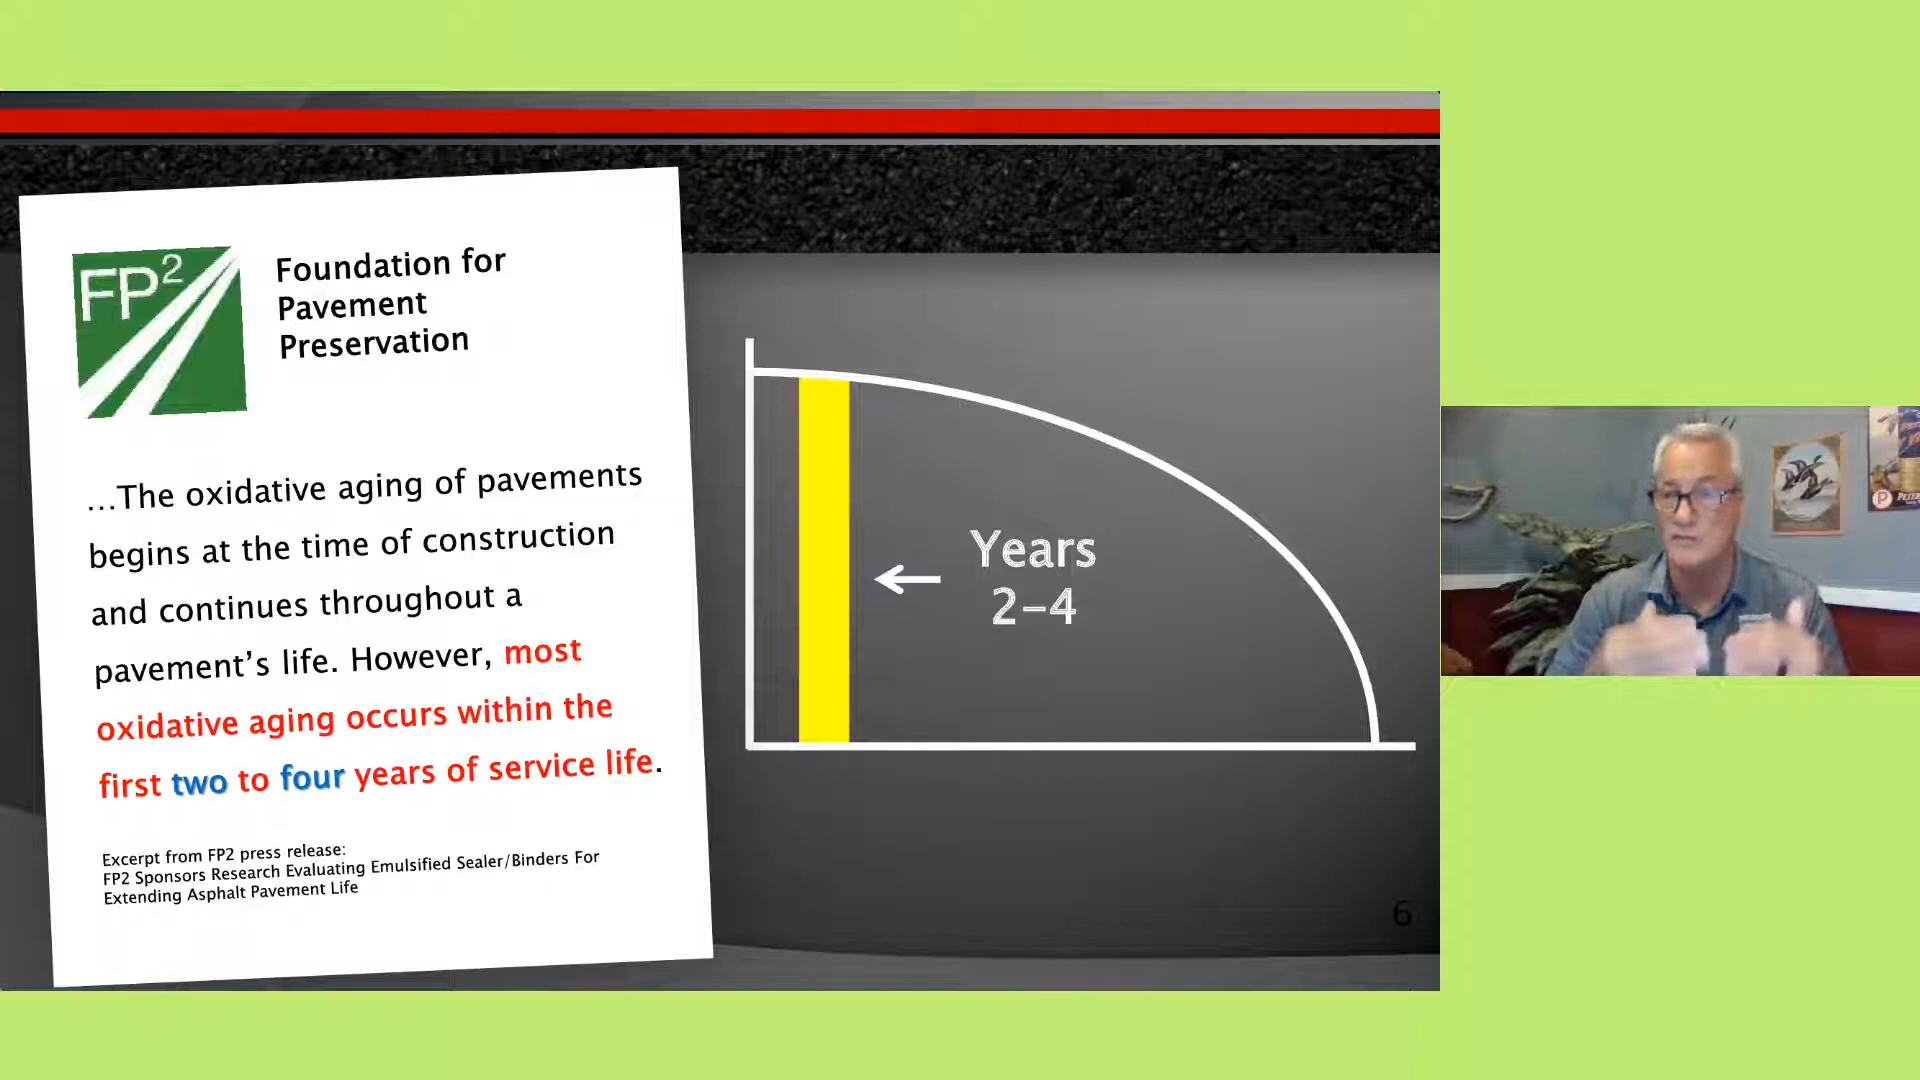 FP2
Foundation for
Pavement
Preservation
...The oxidative aging of pavements
begins at the time of construction
and continues throughout a
pavement's life. However, most
oxidative aging occurs within the
first two to four years of service life.
Excerpt from FP2 press release:
FP2 Sponsors Research Evaluating Emulsified Sealer/Binders For
Extending Asphalt Pavement Life
Years
2-4
6